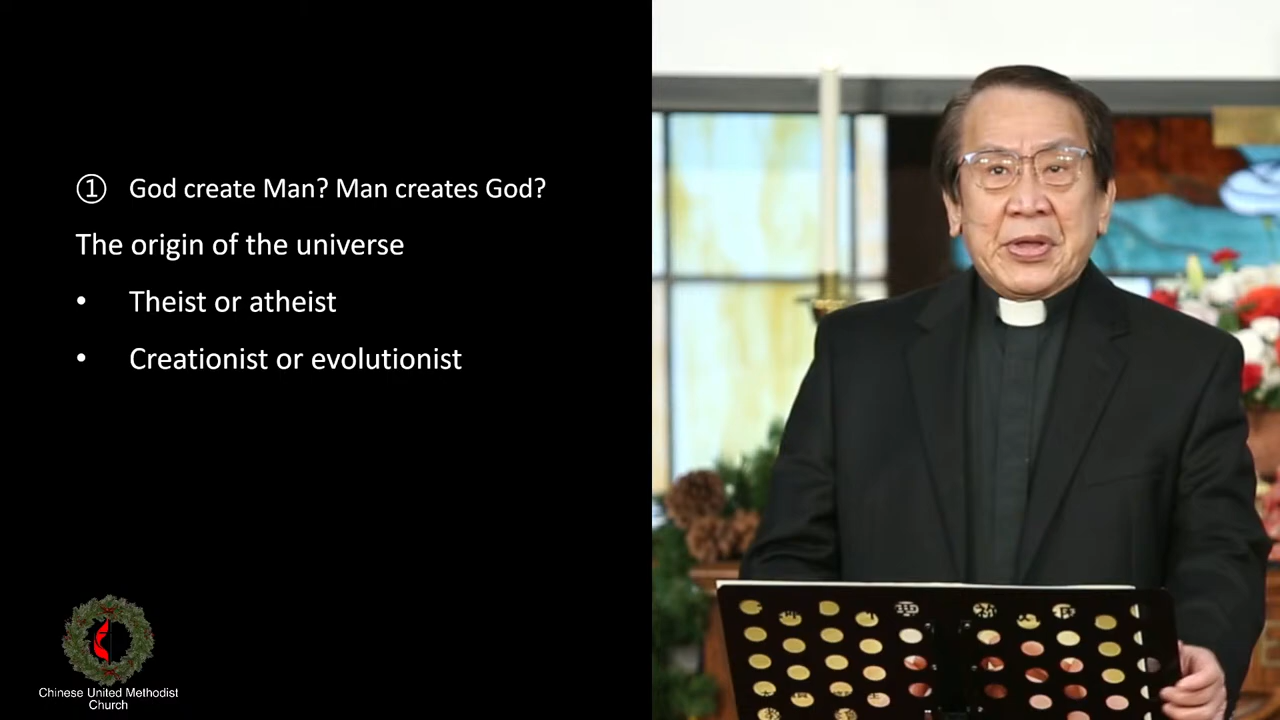 ① God create Man? Man creates God?
The origin of the universe
• Theist or atheist
• Creationist or evolutionist
Chinese United Methodist
Church